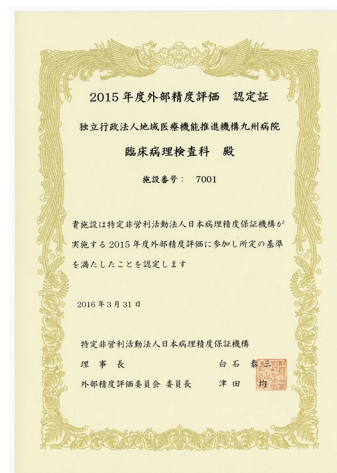 2015年度外部精度評価 認定証
独立行政法人地域医療機能推進機構九州病院
臨床病理検査科 殿
施設番号： 7001
貴施設は特定非営利活動法人日本病理精度保証機構が
実施する2015年度外部精度評価に参加し所定の基準
を満たしたことを認定します
2016年3月31日
特定非営利活動法人日本病理精度保証機構
理事長 白石 泰三
外部精度評価委員会 委員長 津田 均